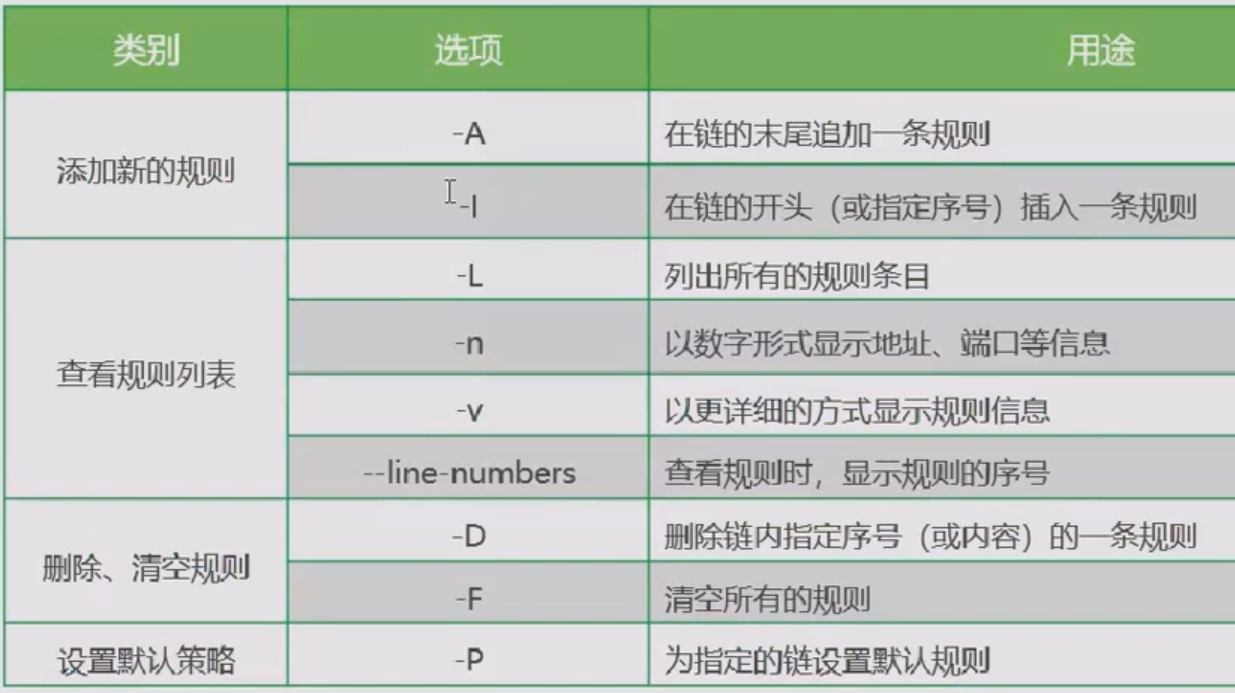 类别 选项 用途
添加新的规则 -A 在链的末尾追加一条规则
-I 在链的开头（或指定序号）插入一条规则
查看规则列表 -L 列出所有的规则条目
-n 以数字形式显示地址、端口等信息
-v 以更详细的方式显示规则信息
--line-numbers 查看规则时，显示规则的序号
删除、清空规则 -D 删除链内指定序号（或内容）的一条规则
-F 清空所有的规则
设置默认策略 -P 为指定的链设置默认规则